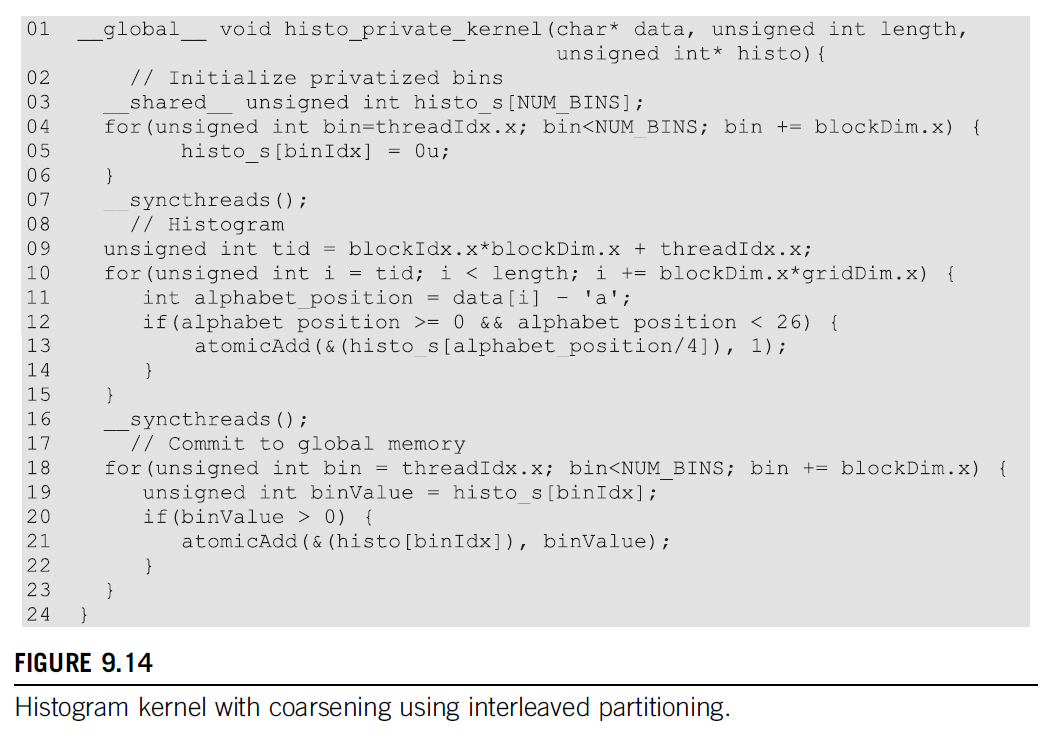 01  __global__ void histo_private_kernel(char* data, unsigned int length,
                                         unsigned int* histo){
02      // Initialize privatized bins
03    __shared__ unsigned int histo_s[NUM_BINS];
04    for(unsigned int bin=threadIdx.x; bin<NUM_BINS; bin += blockDim.x) {
05          histo_s[binIdx] = 0u;
06    }
07    __syncthreads();
08      // Histogram
09    unsigned int tid = blockIdx.x*blockDim.x + threadIdx.x;
10    for(unsigned int i = tid; i < length; i += blockDim.x*gridDim.x) {
11       int alphabet_position = data[i] - 'a';
12       if(alphabet_position >= 0 && alphabet_position < 26) {
13           atomicAdd(&(histo_s[alphabet_position/4]), 1);
14       }
15    }
16    __syncthreads();
17      // Commit to global memory
18    for(unsigned int bin = threadIdx.x; bin<NUM_BINS; bin += blockDim.x) {
19       unsigned int binValue = histo_s[binIdx];
20       if(binValue > 0) {
21          atomicAdd(&(histo[binIdx]), binValue);
22       }
23    }
24  }
FIGURE 9.14
Histogram kernel with coarsening using interleaved partitioning.